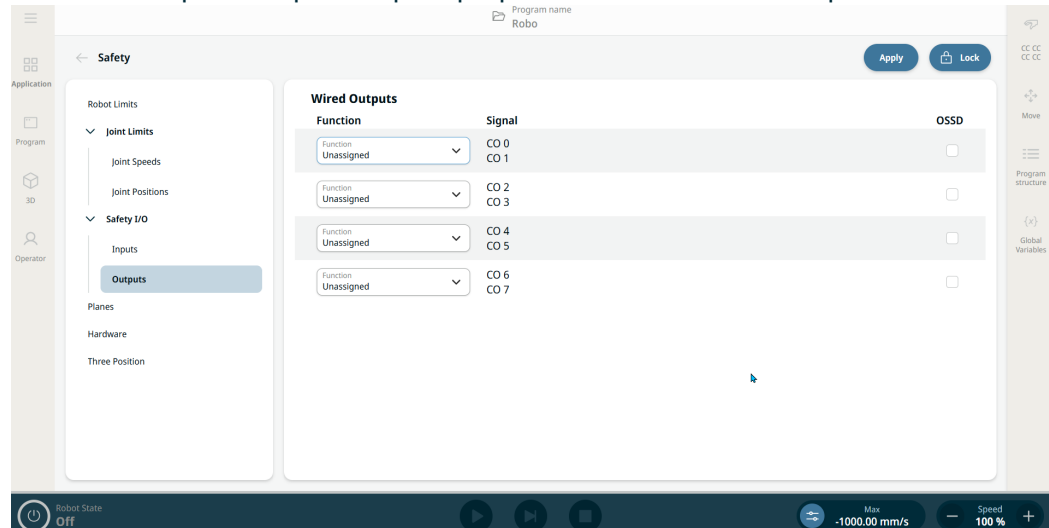 Program name
Robo
Safety
Apply
Lock
Application
Program
3D
Operator
Robot Limits
Joint Limits
Joint Speeds
Joint Positions
Safety I/O
Inputs
Outputs
Planes
Hardware
Three Position
Wired Outputs
Function Signal OSSD
Function
Unassigned
CO 0
CO 1
Function
Unassigned
CO 2
CO 3
Function
Unassigned
CO 4
CO 5
Function
Unassigned
CO 6
CO 7
CC CC
CC CC
Move
Program
structure
{x}
Global
Variables
Robot State
Off
Max
-1000.00 mm/s
Speed
100 %